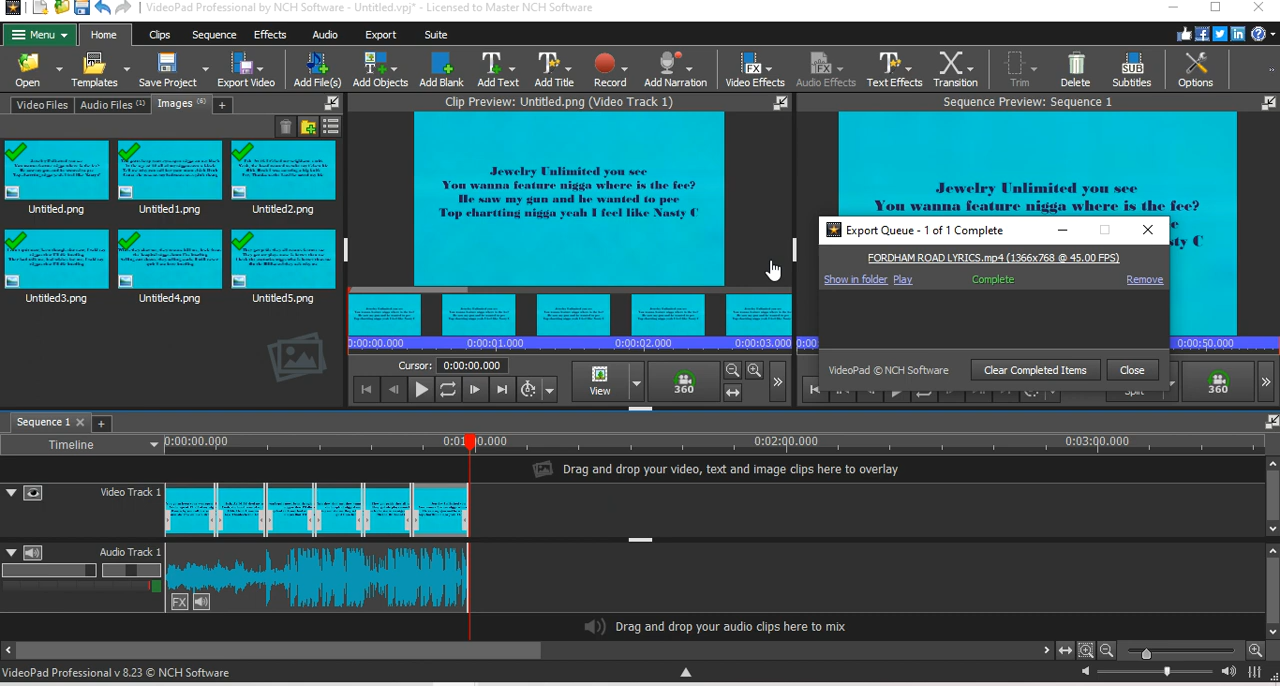 VideoPad Professional by NCH Software - Untitled.vpj* - Licensed to Master NCH Software
Menu Home Clips Sequence Effects Audio Export Suite
Open Templates Save Project Export Video Add File(s) Add Objects Add Blank Add Text Add Title Record Add Narration Video Effects Audio Effects Text Effects Transition Trim Delete Subtitles Options
Video Files Audio Files (1) Images (6) +
Clip Preview: Untitled.png (Video Track 1)
Sequence Preview: Sequence 1
Untitled.png Untitled1.png Untitled2.png
Untitled3.png Untitled4.png Untitled5.png
Jewelry Unlimited you see
You wanna feature nigga where is the fee?
He saw my gun and he wanted to pee
Top chartting nigga yeah I feel like Nasty C
Jewelry Unlimited you see
You wanna feature nigga where is the fee?
ty C
Export Queue - 1 of 1 Complete
FORDHAM ROAD LYRICS.mp4 (1366x768 @ 45.00 FPS)
Show in folder Play Complete Remove
VideoPad © NCH Software Clear Completed Items Close
0:00:00.000 0:00:01.000 0:00:02.000 0:00:03.000
0:00:50.000
Cursor: 0:00:00.000
View 360
Split 360
Sequence 1 +
Timeline 0:00:00.000 0:01:00.000 0:02:00.000 0:03:00.000
Drag and drop your video, text and image clips here to overlay
Video Track 1
Audio Track 1
FX
Drag and drop your audio clips here to mix
VideoPad Professional v 8.23 © NCH Software